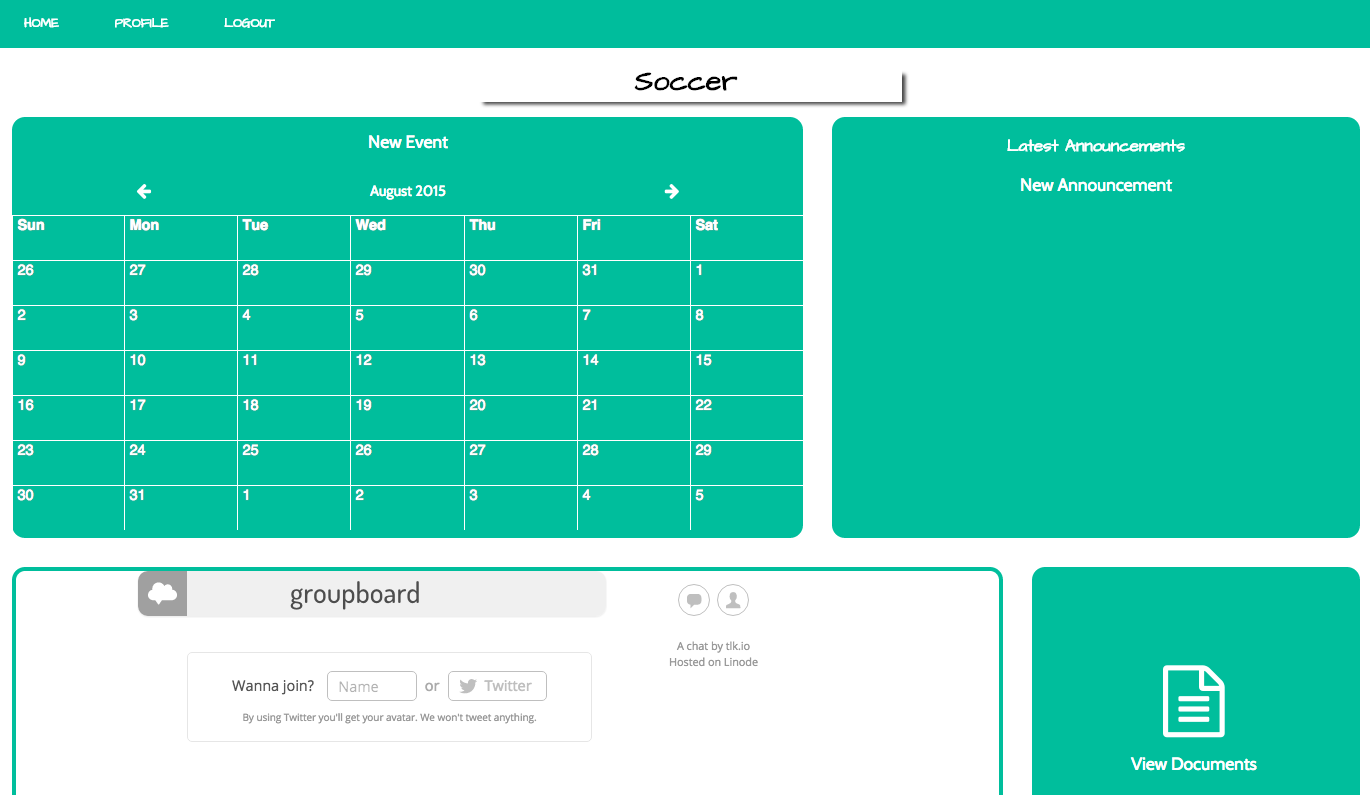 HOME PROFILE LOGOUT
Soccer
New Event
August 2015
Sun Mon Tue Wed Thu Fri Sat
26 27 28 29 30 31 1
2 3 4 5 6 7 8
9 10 11 12 13 14 15
16 17 18 19 20 21 22
23 24 25 26 27 28 29
30 31 1 2 3 4 5
Latest Announcements
New Announcement
groupboard
Wanna join? Name or Twitter
By using Twitter you'll get your avatar. We won't tweet anything.
A chat by tlk.io
Hosted on Linode
View Documents